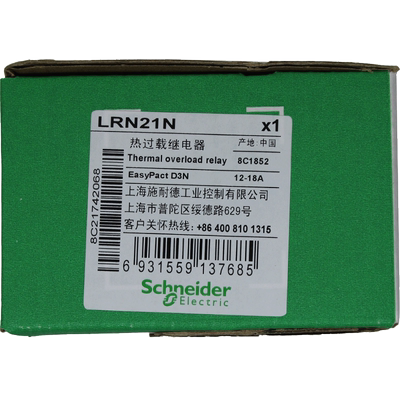 LRN21N x1
热过载继电器 产地: 中国
Thermal overload relay 8C1852
EasyPact D3N 12-18A
上海施耐德工业控制有限公司
上海市普陀区绥德路629号
客户关怀热线: +86 400 810 1315
6 931559 137685
Schneider
Electric
8C21742068